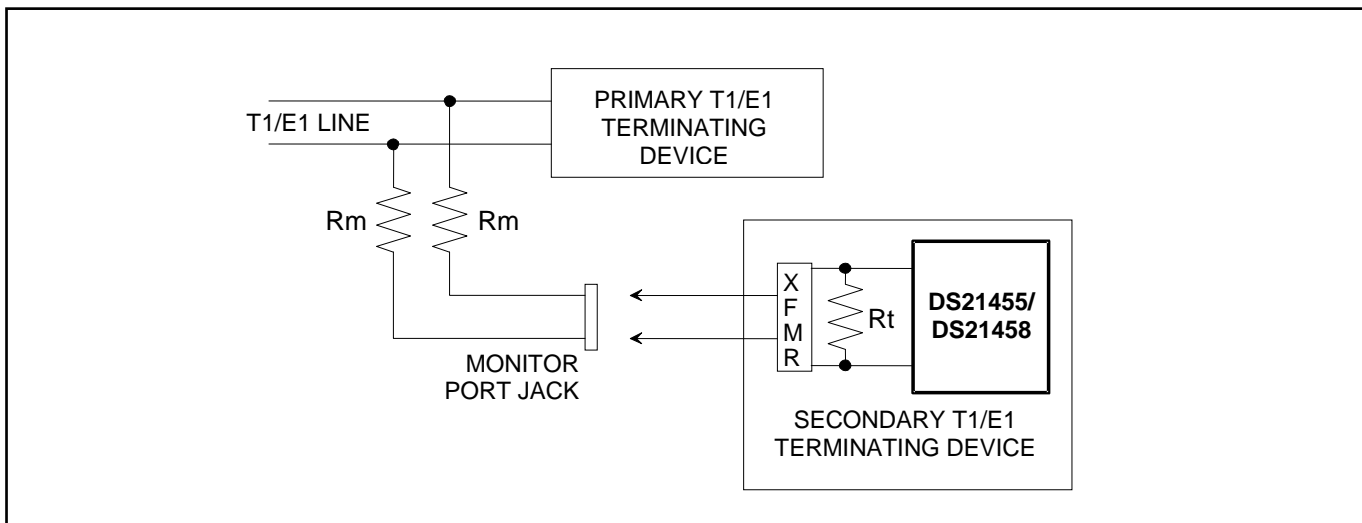 PRIMARY T1/E1
TERMINATING
DEVICE
T1/E1 LINE
Rm
Rm
MONITOR
PORT JACK
X
F
M
R
Rt
DS21455/
DS21458
SECONDARY T1/E1
TERMINATING DEVICE